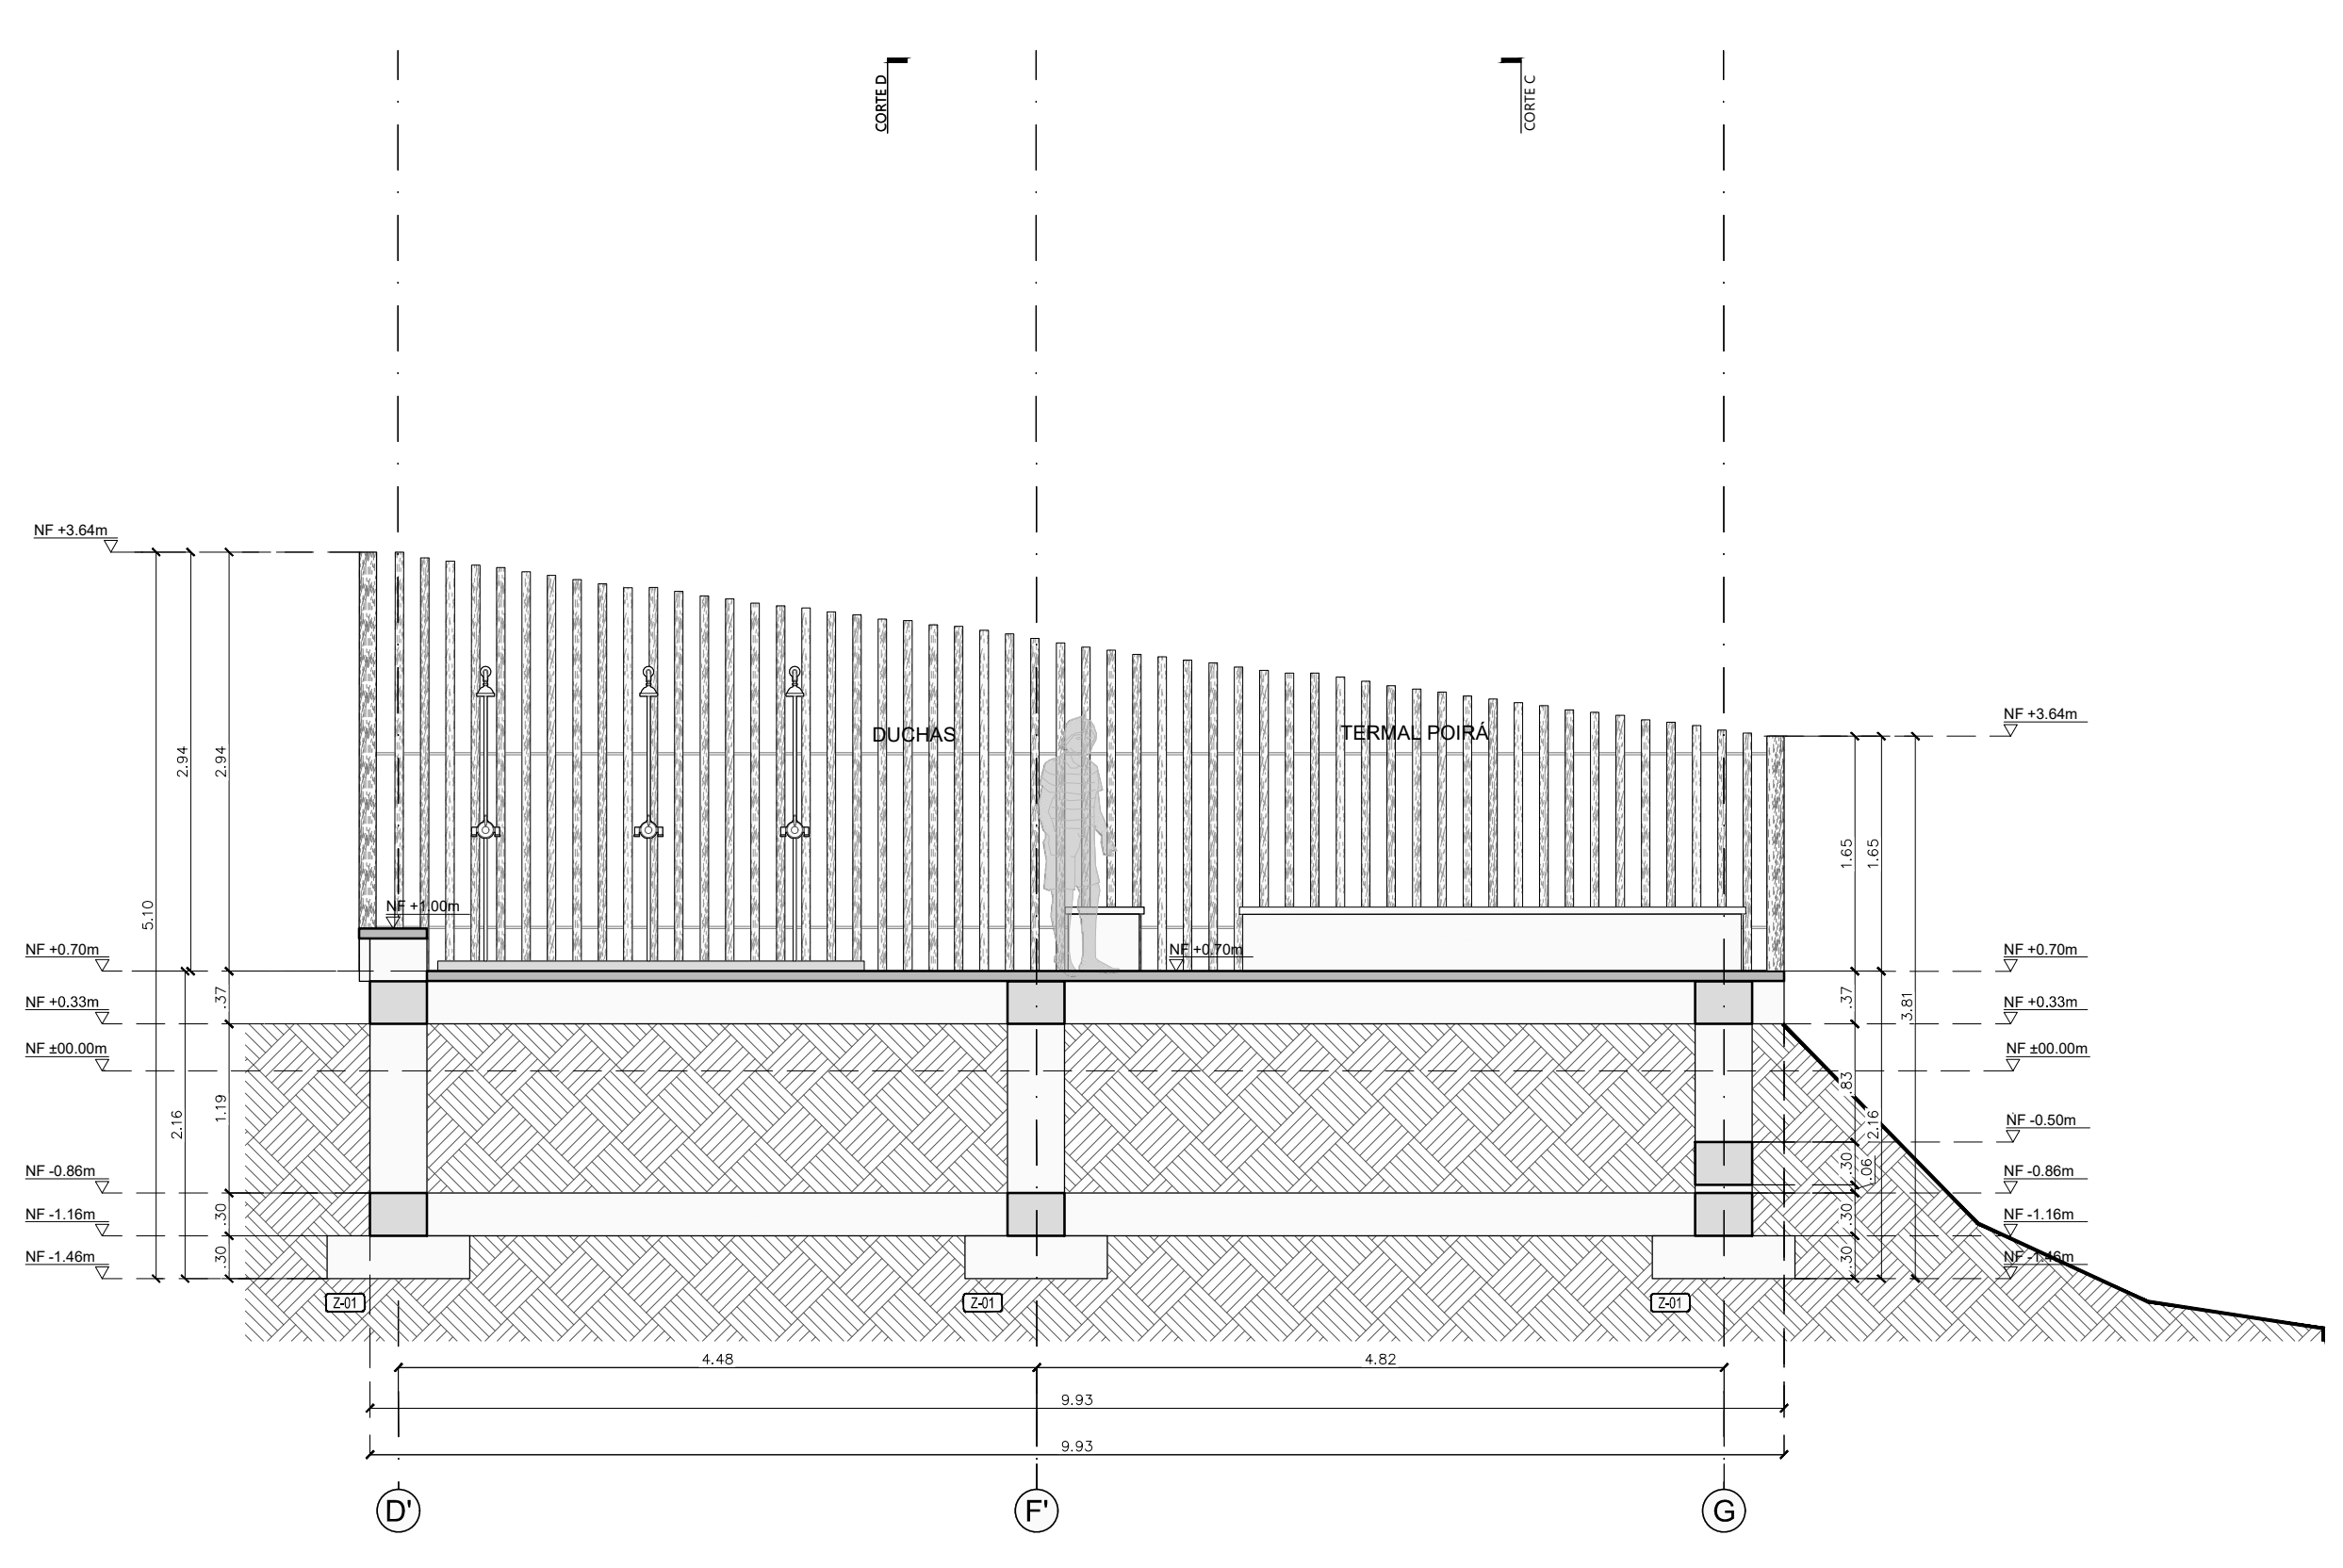 CORTE D
CORTE C
NF +3.64m
NF +3.64m
DUCHAS
TERMAL POIRÁ
2.94
2.94
1.65
1.65
5.10
NF +1.00m
NF +0.70m
NF +0.70m
NF +0.70m
.37
.37
3.81
NF +0.33m
NF +0.33m
NF ±00.00m
NF ±00.00m
.83
2.16
1.19
2.16
NF -0.50m
.30
.06
NF -0.86m
NF -0.86m
.30
.30
NF -1.16m
NF -1.16m
.30
.30
NF -1.46m
NF -1.46m
Z-01
Z-01
Z-01
4.48
4.82
9.93
9.93
D'
F'
G